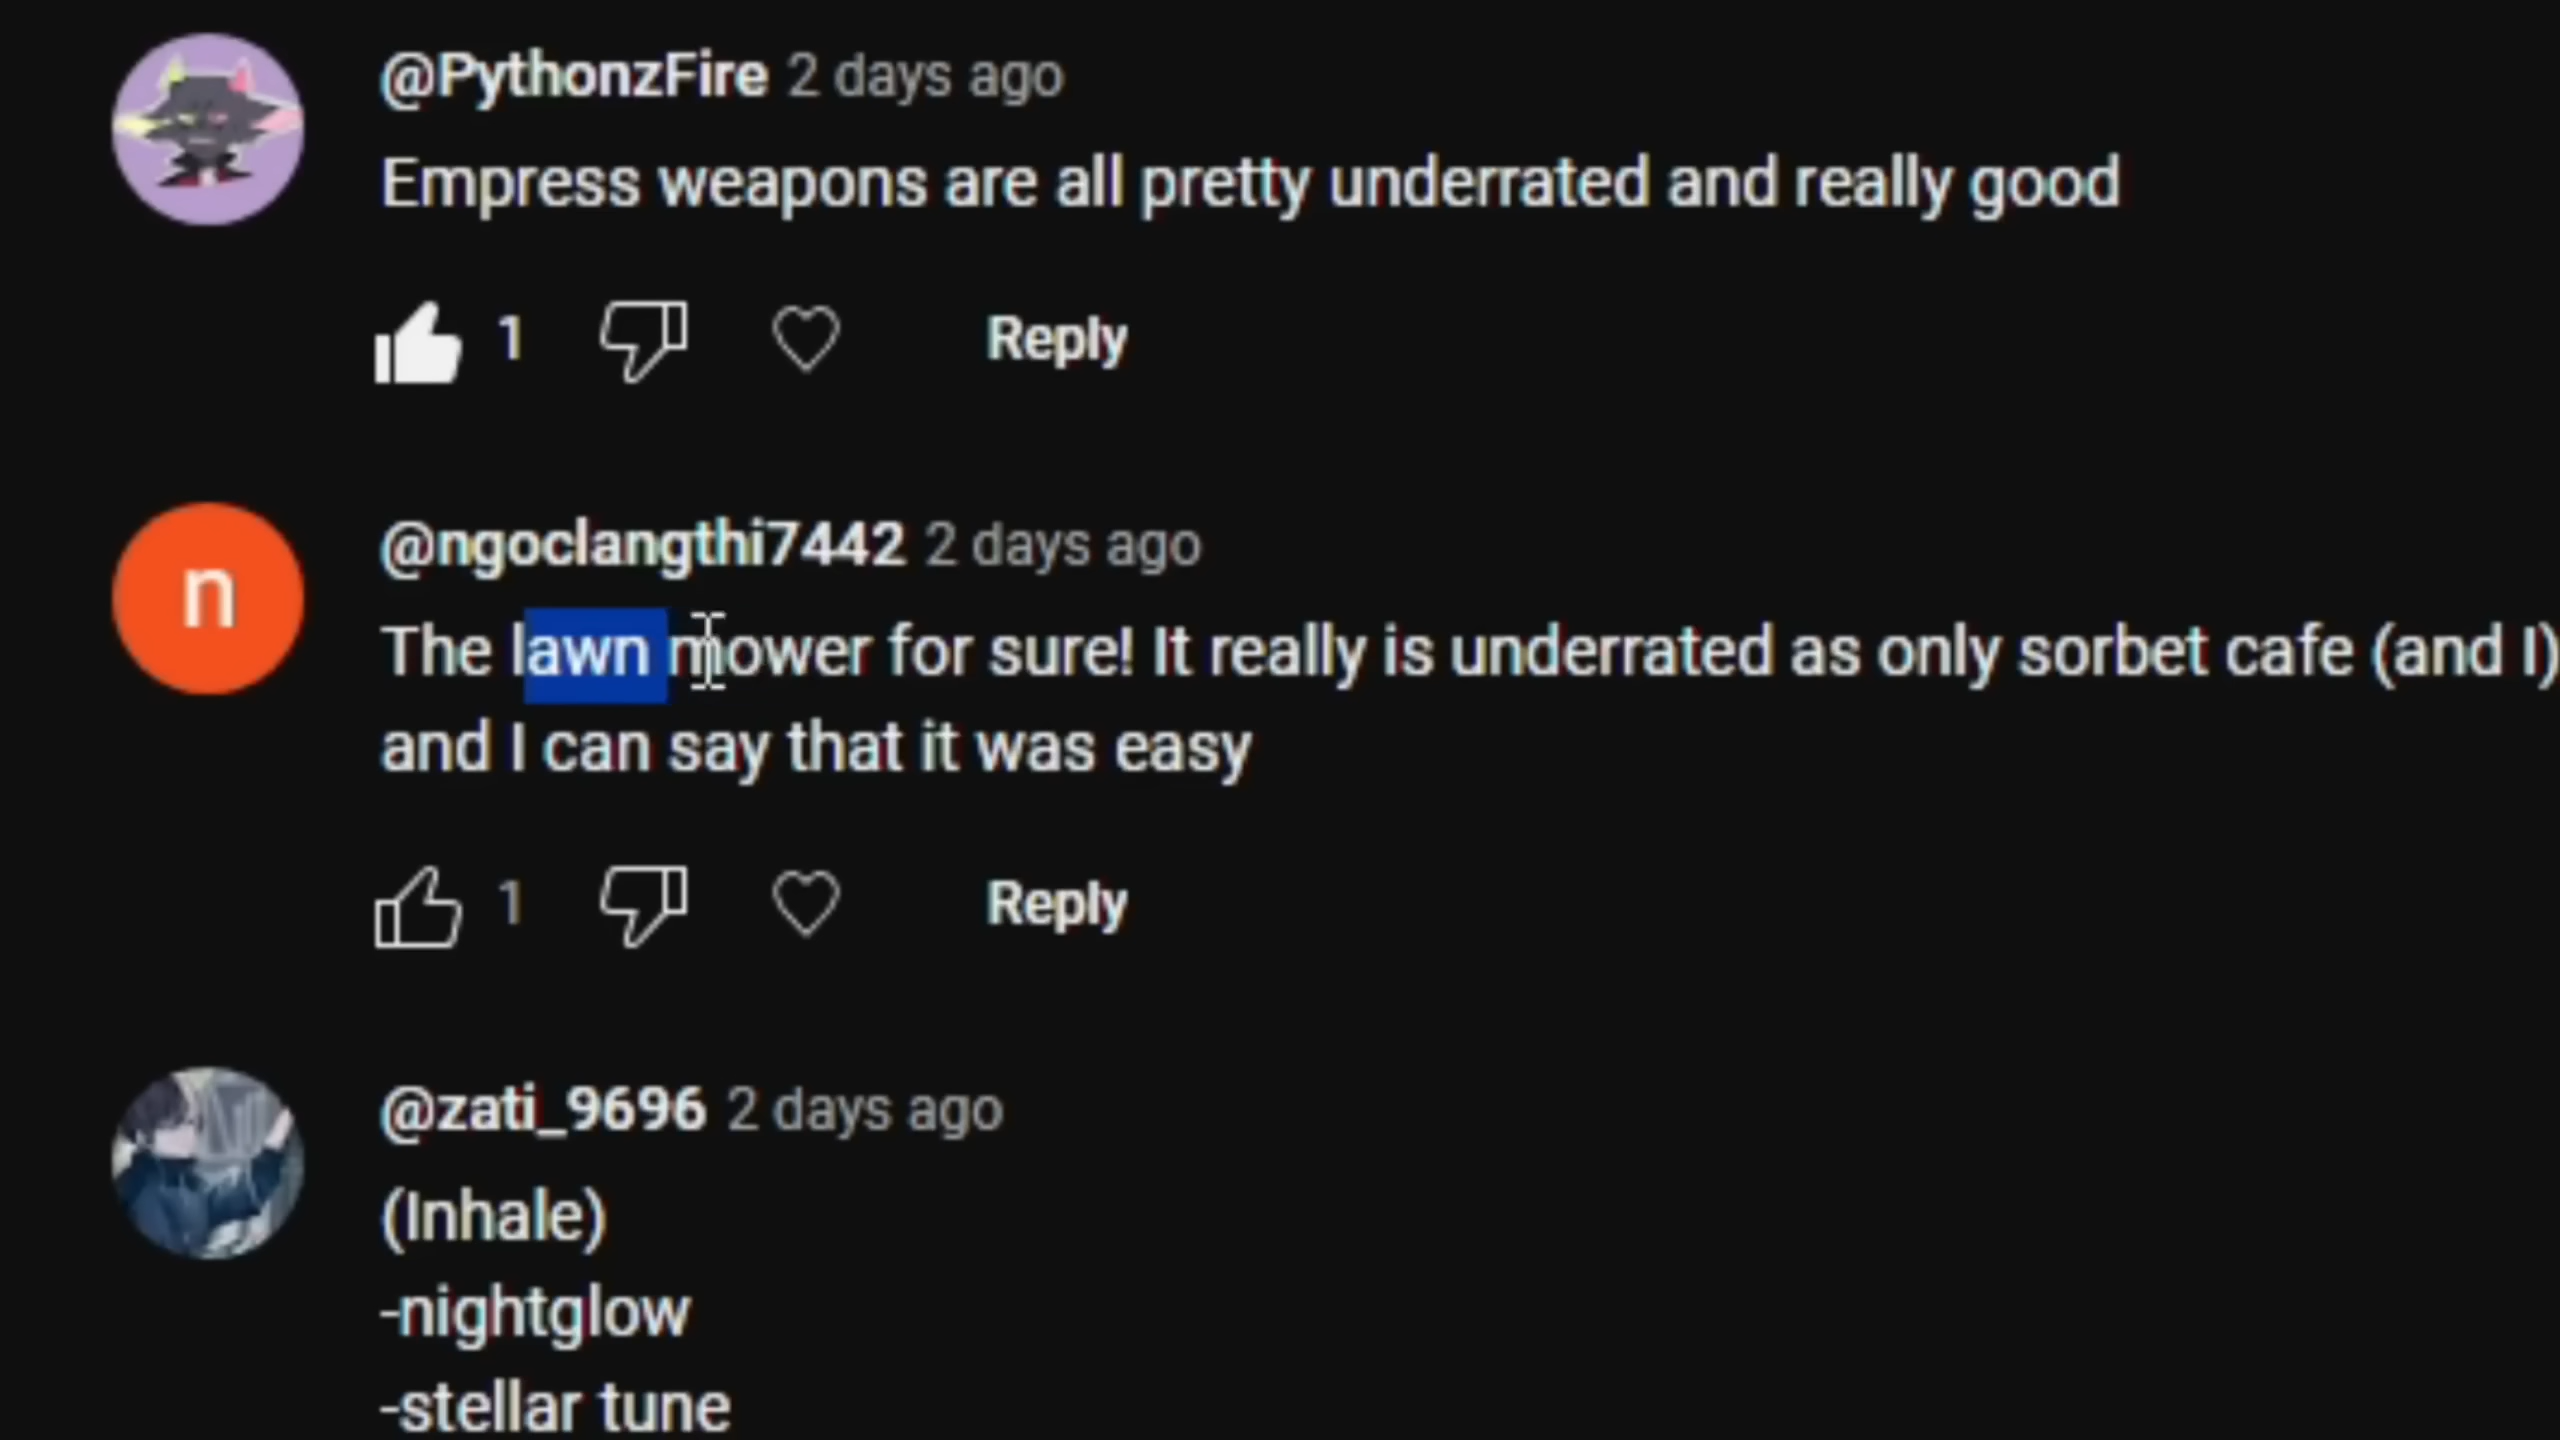 @PythonzFire 2 days ago
Empress weapons are all pretty underrated and really good
1 Reply
n
@ngoclangthi7442 2 days ago
The lawn mower for sure! It really is underrated as only sorbet cafe (and I)
and I can say that it was easy
1 Reply
@zati_9696 2 days ago
(Inhale)
-nightglow
-stellar tune